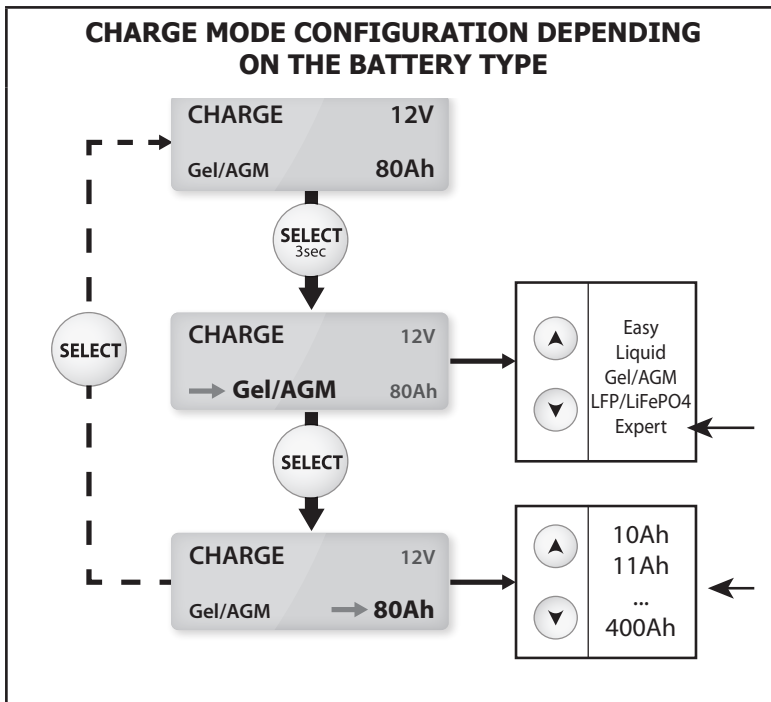 CHARGE MODE CONFIGURATION DEPENDING
ON THE BATTERY TYPE
CHARGE 12V
Gel/AGM 80Ah
SELECT
3sec
CHARGE 12V
Gel/AGM 80Ah
Easy
Liquid
Gel/AGM
LFP/LiFePO4
Expert
SELECT
SELECT
CHARGE 12V
Gel/AGM 80Ah
10Ah
11Ah
...
400Ah